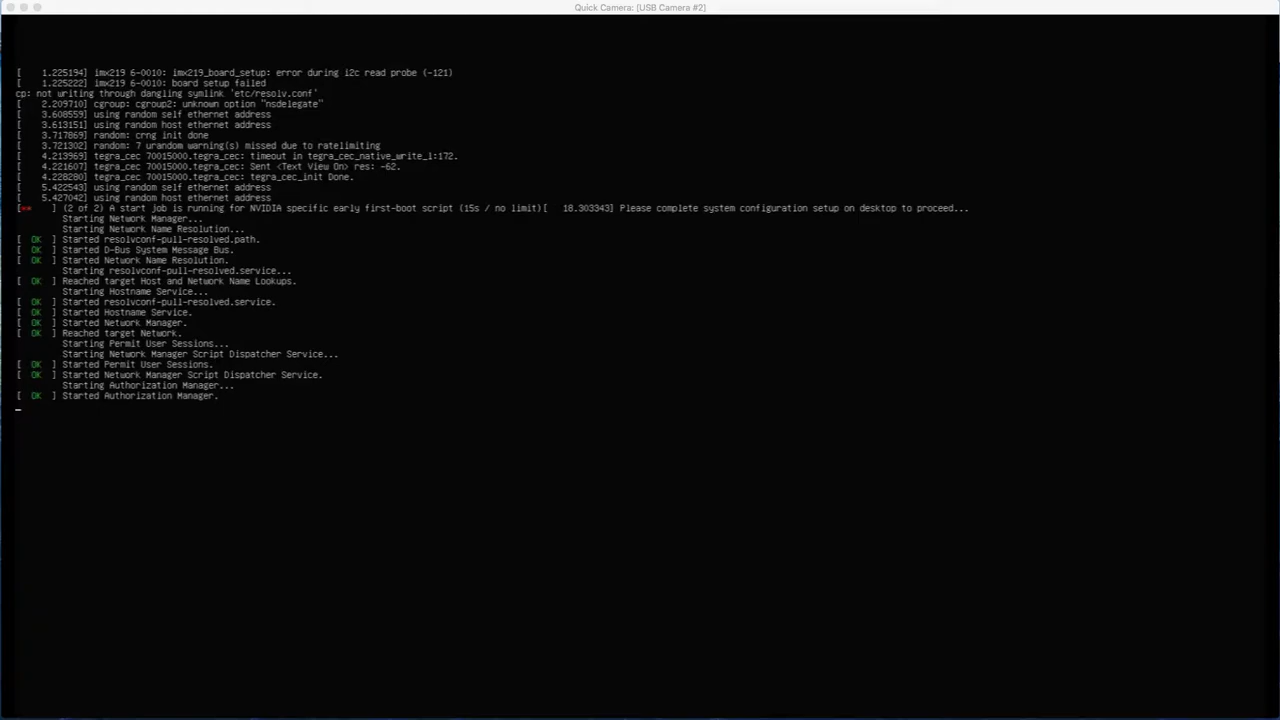 Quick Camera: [USB Camera #2]
[    1.225194] imx219 6-0010: imx219_board_setup: error during i2c read probe (-121)
[    1.225222] imx219 6-0010: board setup failed
cp: not writing through dangling symlink 'etc/resolv.conf'
[    2.209710] cgroup: cgroup2: unknown option "nsdelegate"
[    3.608559] using random self ethernet address
[    3.613151] using random host ethernet address
[    3.717869] random: crng init done
[    3.721302] random: 7 urandom warning(s) missed due to ratelimiting
[    4.213969] tegra_cec 70015000.tegra_cec: timeout in tegra_cec_native_write_l:172.
[    4.221607] tegra_cec 70015000.tegra_cec: Sent <Text View On> res: -62.
[    4.228280] tegra_cec 70015000.tegra_cec: tegra_cec_init Done.
[    5.422543] using random self ethernet address
[    5.427042] using random host ethernet address
[**    ] (2 of 2) A start job is running for NVIDIA specific early first-boot script (15s / no limit)[   18.303343] Please complete system configuration setup on desktop to proceed...
         Starting Network Manager...
         Starting Network Name Resolution...
[  OK  ] Started resolvconf-pull-resolved.path.
[  OK  ] Started D-Bus System Message Bus.
[  OK  ] Started Network Name Resolution.
         Starting resolvconf-pull-resolved.service...
[  OK  ] Reached target Host and Network Name Lookups.
         Starting Hostname Service...
[  OK  ] Started resolvconf-pull-resolved.service.
[  OK  ] Started Hostname Service.
[  OK  ] Started Network Manager.
[  OK  ] Reached target Network.
         Starting Permit User Sessions...
         Starting Network Manager Script Dispatcher Service...
[  OK  ] Started Permit User Sessions.
[  OK  ] Started Network Manager Script Dispatcher Service.
         Starting Authorization Manager...
[  OK  ] Started Authorization Manager.